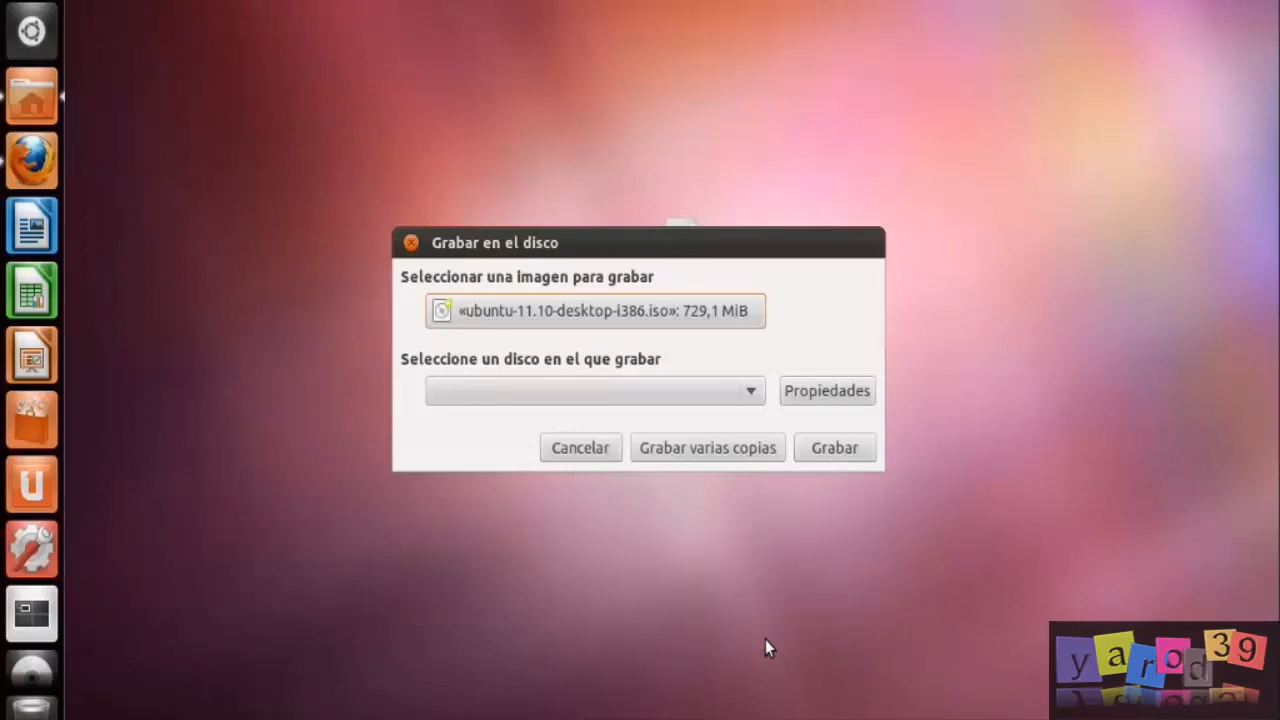 Grabar en el disco
Seleccionar una imagen para grabar
«ubuntu-11.10-desktop-i386.iso»: 729,1 MiB
Seleccione un disco en el que grabar
Propiedades
Cancelar Grabar varias copias Grabar
yarod39